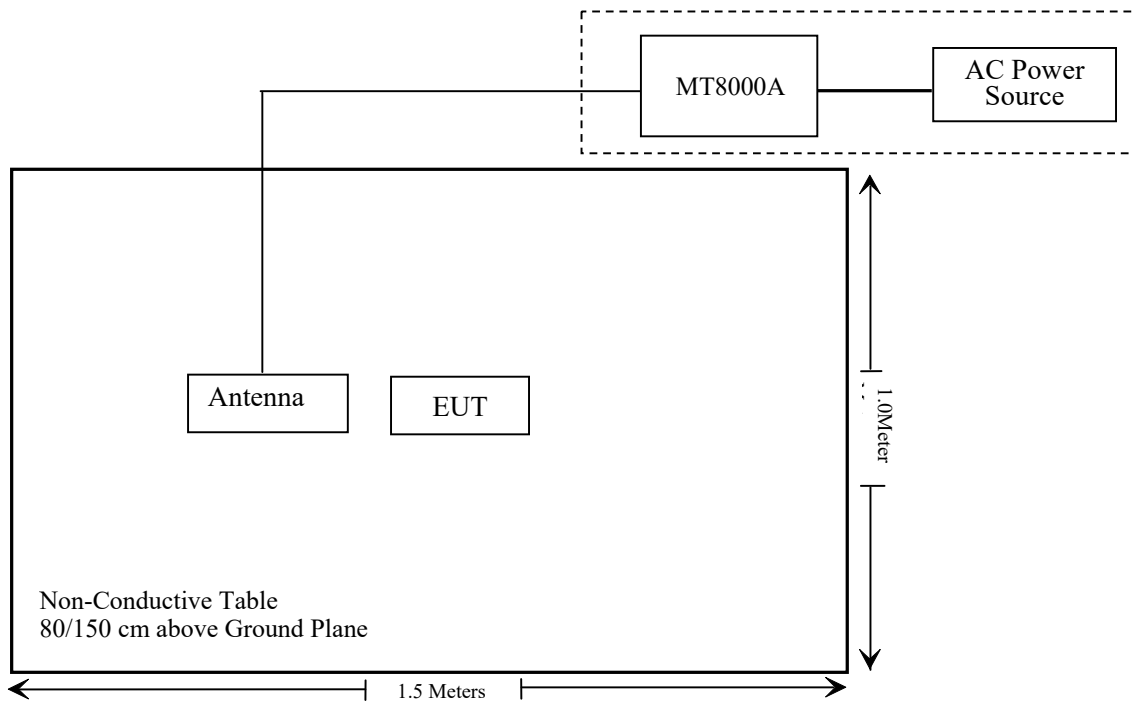 MT8000A
AC Power
Source
Antenna
EUT
1.0Meter
Non-Conductive Table
80/150 cm above Ground Plane
1.5 Meters